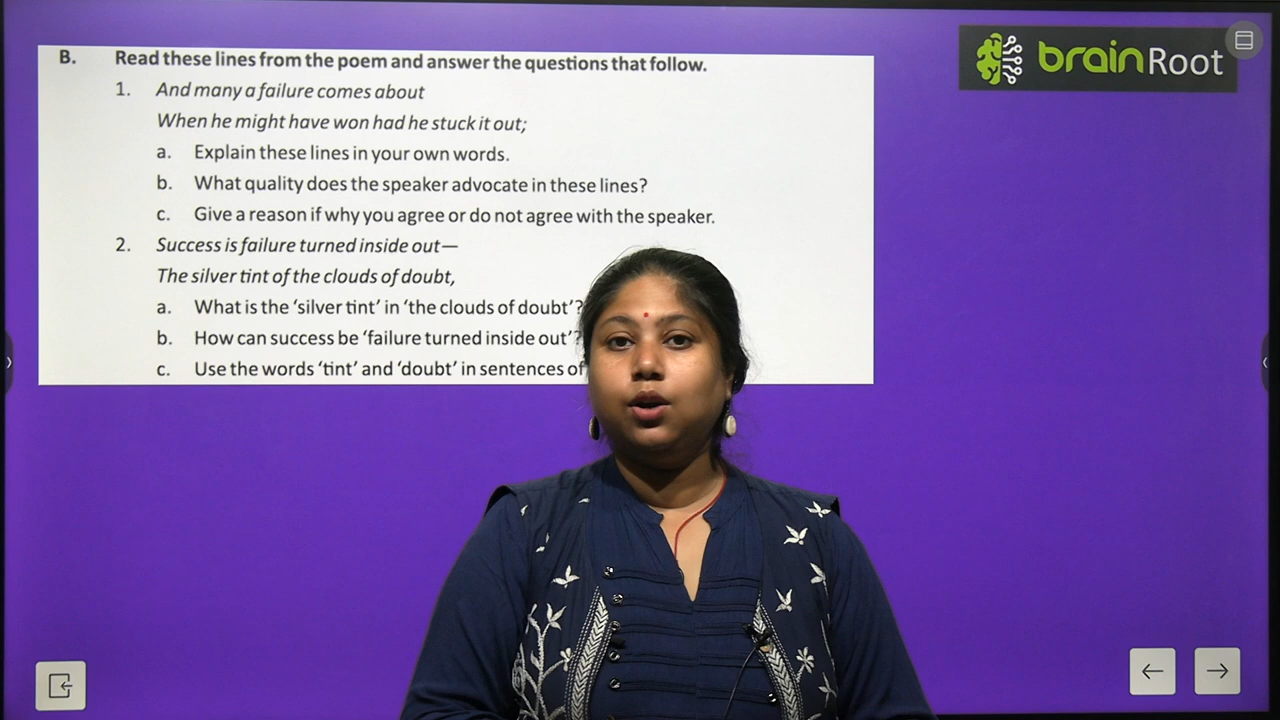 brainRoot
B. Read these lines from the poem and answer the questions that follow.
1. And many a failure comes about
When he might have won had he stuck it out;
a. Explain these lines in your own words.
b. What quality does the speaker advocate in these lines?
c. Give a reason if why you agree or do not agree with the speaker.
2. Success is failure turned inside out—
The silver tint of the clouds of doubt,
a. What is the ‘silver tint’ in ‘the clouds of doubt’?
b. How can success be ‘failure turned inside out’?
c. Use the words ‘tint’ and ‘doubt’ in sentences of